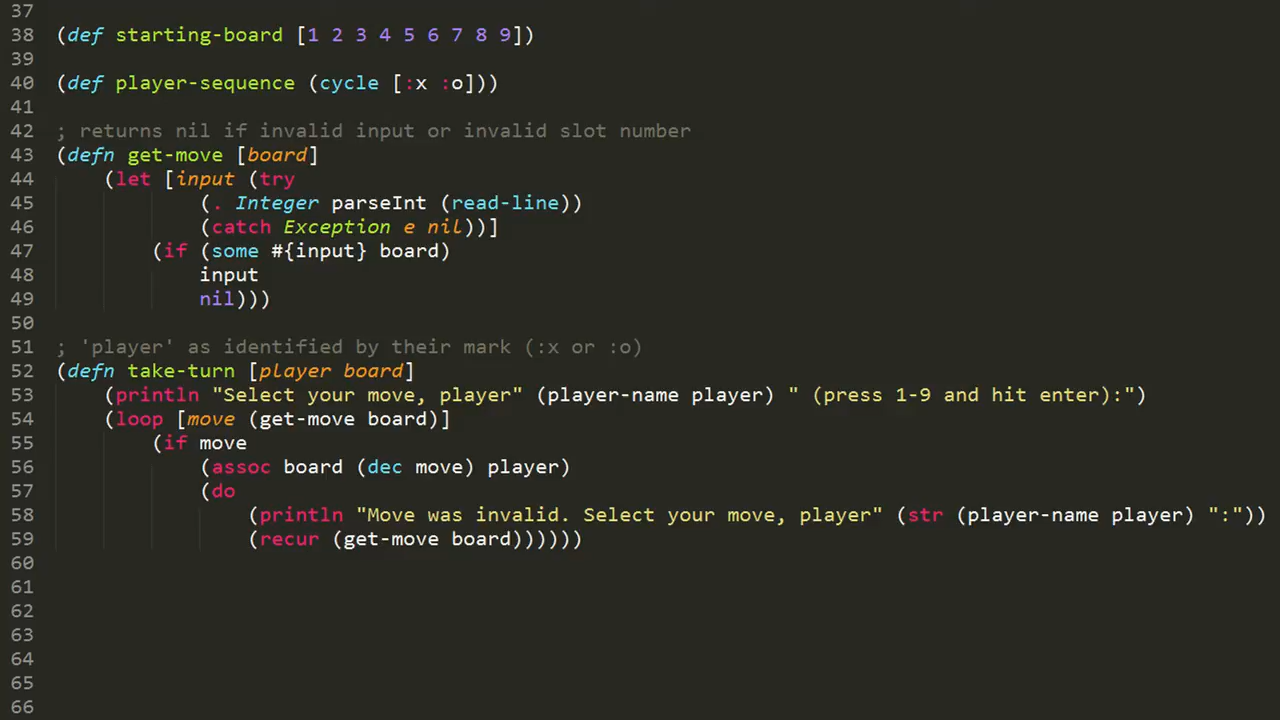 37
38 (def starting-board [1 2 3 4 5 6 7 8 9])
39
40 (def player-sequence (cycle [:x :o]))
41
42 ; returns nil if invalid input or invalid slot number
43 (defn get-move [board]
44     (let [input (try
45             (. Integer parseInt (read-line))
46             (catch Exception e nil))]
47         (if (some #{input} board)
48             input
49             nil)))
50
51 ; 'player' as identified by their mark (:x or :o)
52 (defn take-turn [player board]
53     (println "Select your move, player" (player-name player) " (press 1-9 and hit enter):")
54     (loop [move (get-move board)]
55         (if move
56             (assoc board (dec move) player)
57             (do
58                 (println "Move was invalid. Select your move, player" (str (player-name player) ":"))
59                 (recur (get-move board))))))
60
61
62
63
64
65
66